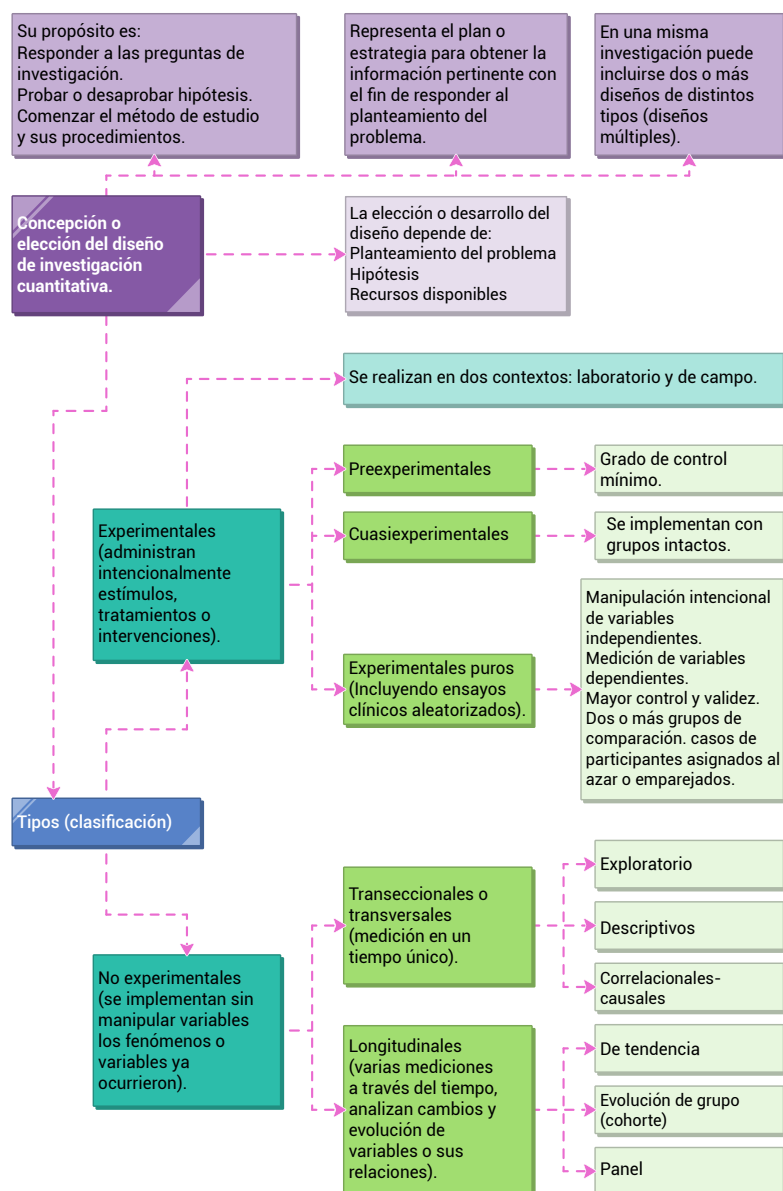 Su propósito es:
Responder a las preguntas de
investigación.
Probar o desaprobar hipótesis.
Comenzar el método de estudio
y sus procedimientos.
Representa el plan o
estrategia para obtener la
información pertinente con
el fin de responder al
planteamiento del
problema.
En una misma
investigación puede
incluirse dos o más
diseños de distintos
tipos (diseños
múltiples).
Concepción o
elección del diseño
de investigación
cuantitativa.
La elección o desarrollo del
diseño depende de:
Planteamiento del problema
Hipótesis
Recursos disponibles
Se realizan en dos contextos: laboratorio y de campo.
Experimentales
(administran
intencionalmente
estímulos,
tratamientos o
intervenciones).
Preexperimentales
Grado de control
mínimo.
Cuasiexperimentales
Se implementan con
grupos intactos.
Experimentales puros
(Incluyendo ensayos
clínicos aleatorizados).
Manipulación intencional
de variables
independientes.
Medición de variables
dependientes.
Mayor control y validez.
Dos o más grupos de
comparación. casos de
participantes asignados al
azar o emparejados.
Tipos (clasificación)
No experimentales
(se implementan sin
manipular variables
los fenómenos o
variables ya
ocurrieron).
Transeccionales o
transversales
(medición en un
tiempo único).
Exploratorio
Descriptivos
Correlacionales-
causales
Longitudinales
(varias mediciones
a través del tiempo,
analizan cambios y
evolución de
variables o sus
relaciones).
De tendencia
Evolución de grupo
(cohorte)
Panel